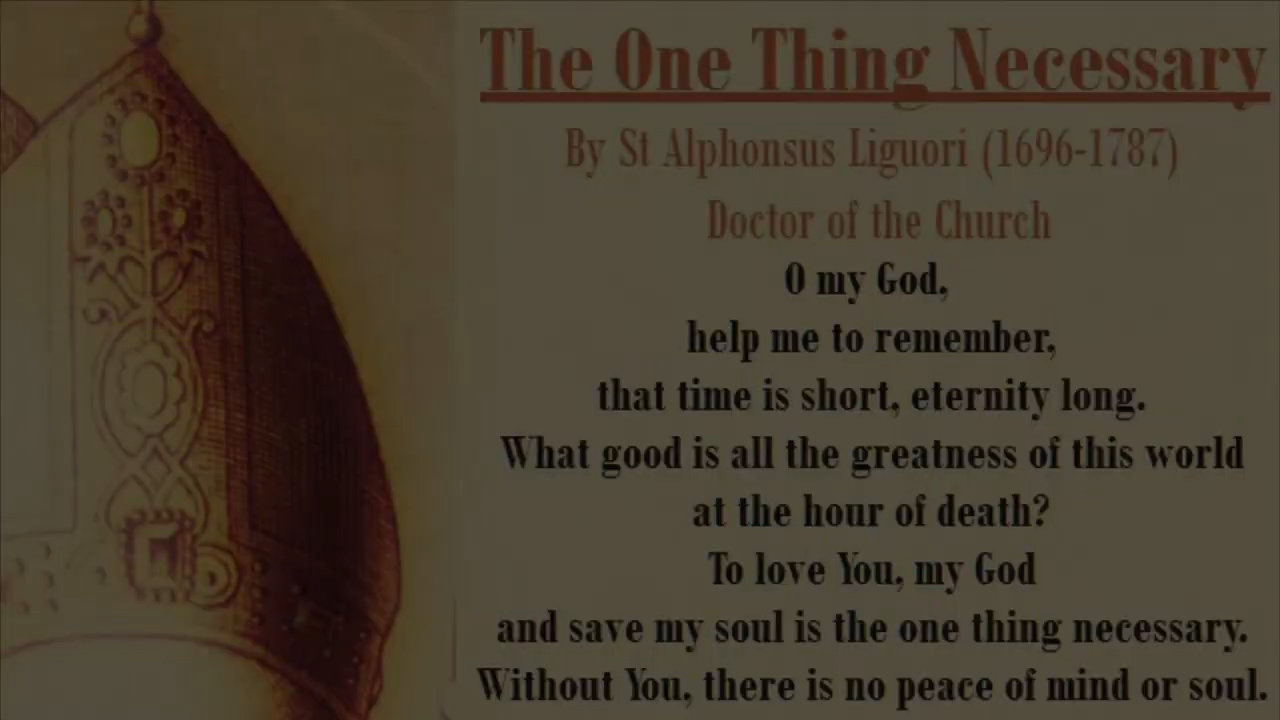 The One Thing Necessary
By St Alphonsus Liguori (1696-1787)
Doctor of the Church
O my God,
help me to remember,
that time is short, eternity long.
What good is all the greatness of this world
at the hour of death?
To love You, my God
and save my soul is the one thing necessary.
Without You, there is no peace of mind or soul.